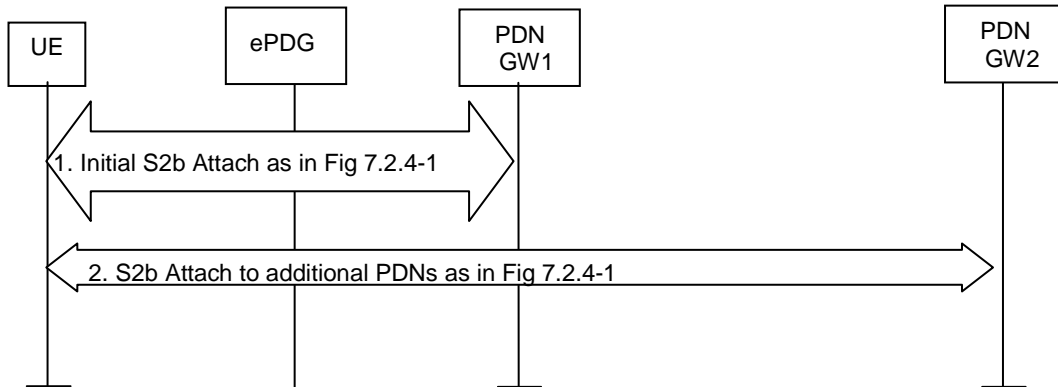 UE
ePDG
PDN
GW1
PDN
GW2
1. Initial S2b Attach as in Fig 7.2.4-1
2. S2b Attach to additional PDNs as in Fig 7.2.4-1